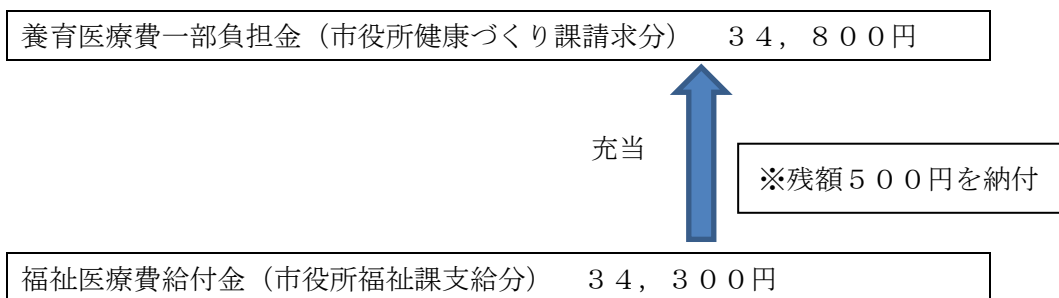 養育医療費一部負担金（市役所健康づくり課請求分）　３４，８００円
充当
※残額５００円を納付
福祉医療費給付金（市役所福祉課支給分）　３４，３００円